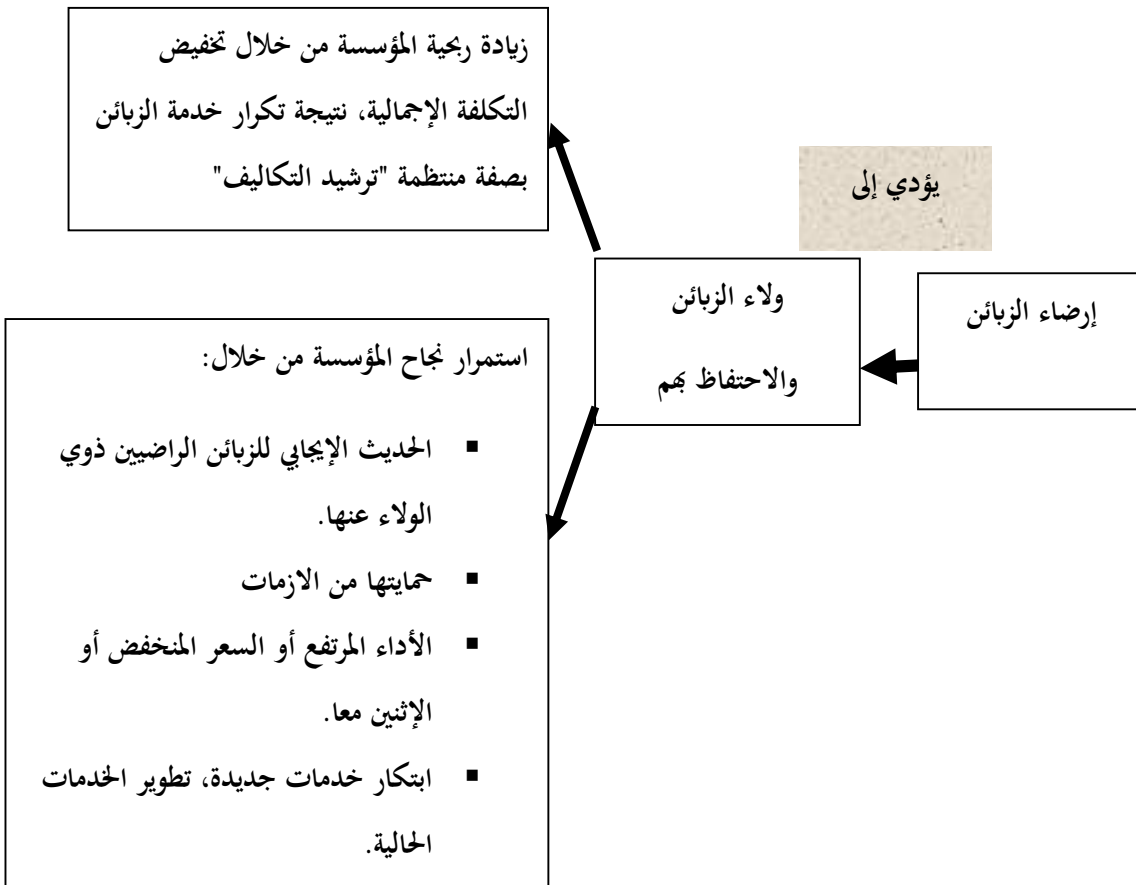 زيادة ربحية المؤسسة من خلال تخفيض
التكلفة الإجمالية، نتيجة تكرار خدمة الزبائن
بصفة منتظمة "ترشيد التكاليف"
يؤدي إلى
إرضاء الزبائن
ولاء الزبائن
والاحتفاظ بهم
استمرار نجاح المؤسسة من خلال:
▪ الحديث الإيجابي للزبائن الراضيين ذوي
الولاء عنها.
▪ حمايتها من الازمات
▪ الأداء المرتفع أو السعر المنخفض أو
الإثنين معا.
▪ ابتكار خدمات جديدة، تطوير الخدمات
الحالية.